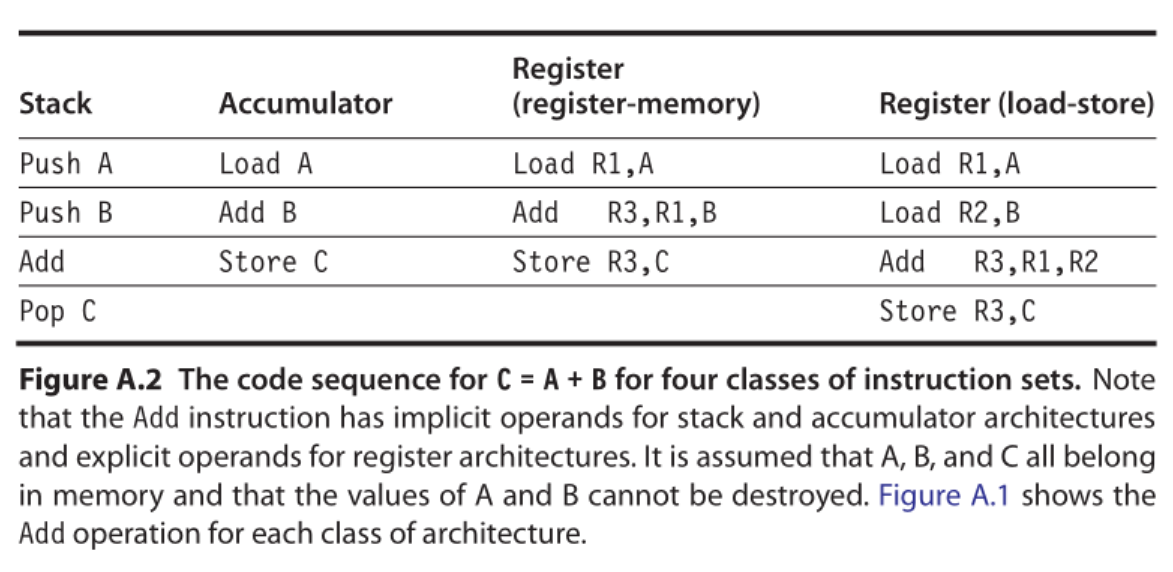 Stack Accumulator Register (register-memory) Register (load-store)
Push A Load A Load R1,A Load R1,A
Push B Add B Add R3,R1,B Load R2,B
Add Store C Store R3,C Add R3,R1,R2
Pop C Store R3,C
Figure A.2 The code sequence for C = A + B for four classes of instruction sets. Note
that the Add instruction has implicit operands for stack and accumulator architectures
and explicit operands for register architectures. It is assumed that A, B, and C all belong
in memory and that the values of A and B cannot be destroyed. Figure A.1 shows the
Add operation for each class of architecture.